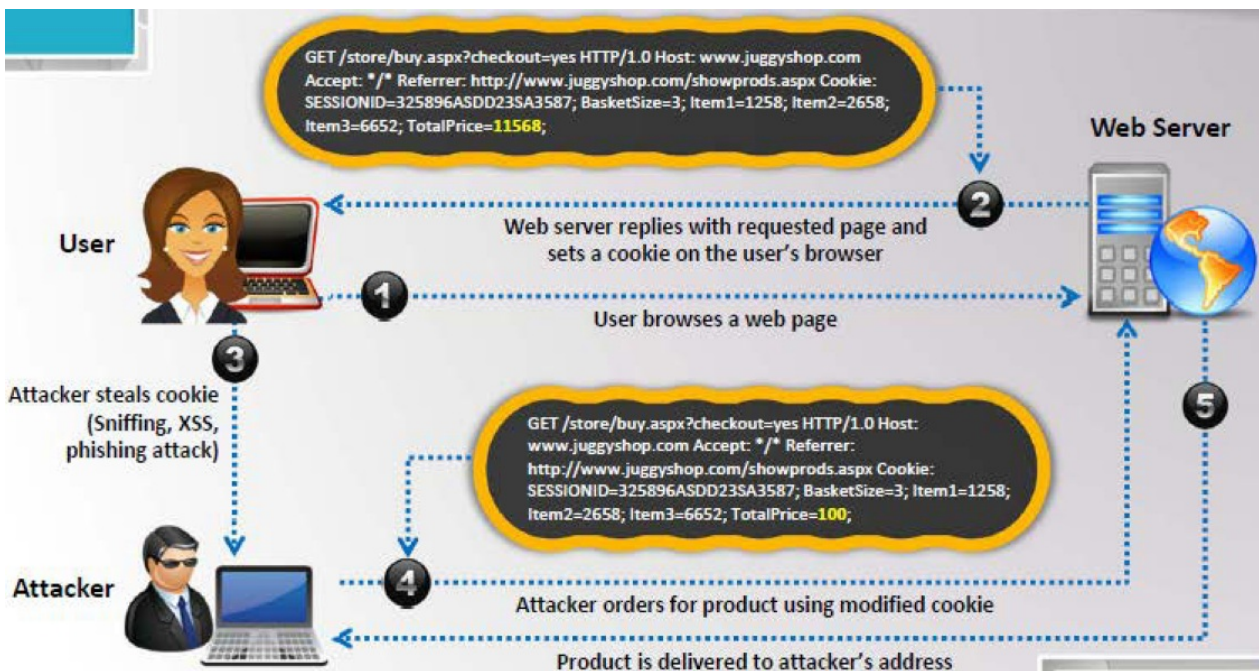 GET /store/buy.aspx?checkout=yes HTTP/1.0 Host: www.juggyshop.com
Accept: */* Referrer: http://www.juggyshop.com/showprods.aspx Cookie:
SESSIONID=325896ASDD23SA3587; BasketSize=3; Item1=1258; Item2=2658;
Item3=6652; TotalPrice=11568;
Web Server
2
Web server replies with requested page and
sets a cookie on the user's browser
User
1
User browses a web page
3
Attacker steals cookie
(Sniffing, XSS,
phishing attack)
5
GET /store/buy.aspx?checkout=yes HTTP/1.0 Host:
www.juggyshop.com Accept: */* Referrer:
http://www.juggyshop.com/showprods.aspx Cookie:
SESSIONID=325896ASDD23SA3587; BasketSize=3; Item1=1258;
Item2=2658; Item3=6652; TotalPrice=100;
Attacker
4
Attacker orders for product using modified cookie
Product is delivered to attacker's address